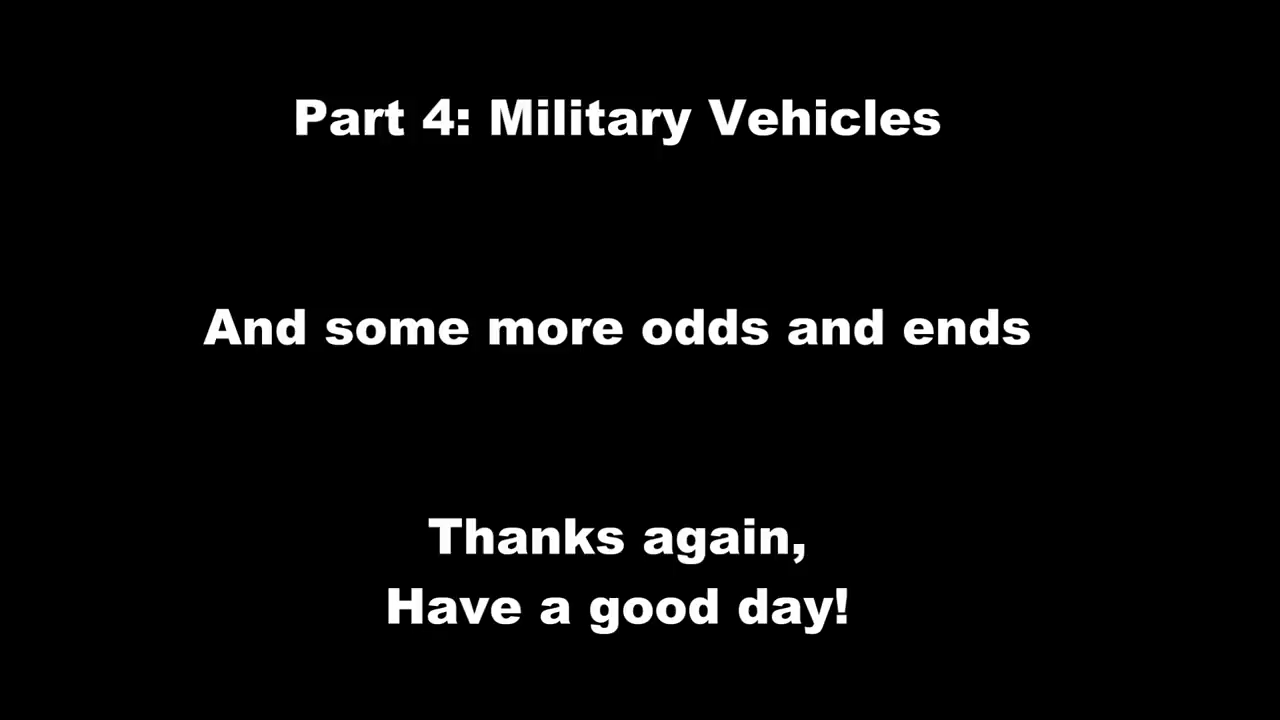 Part 4: Military Vehicles
And some more odds and ends
Thanks again,
Have a good day!